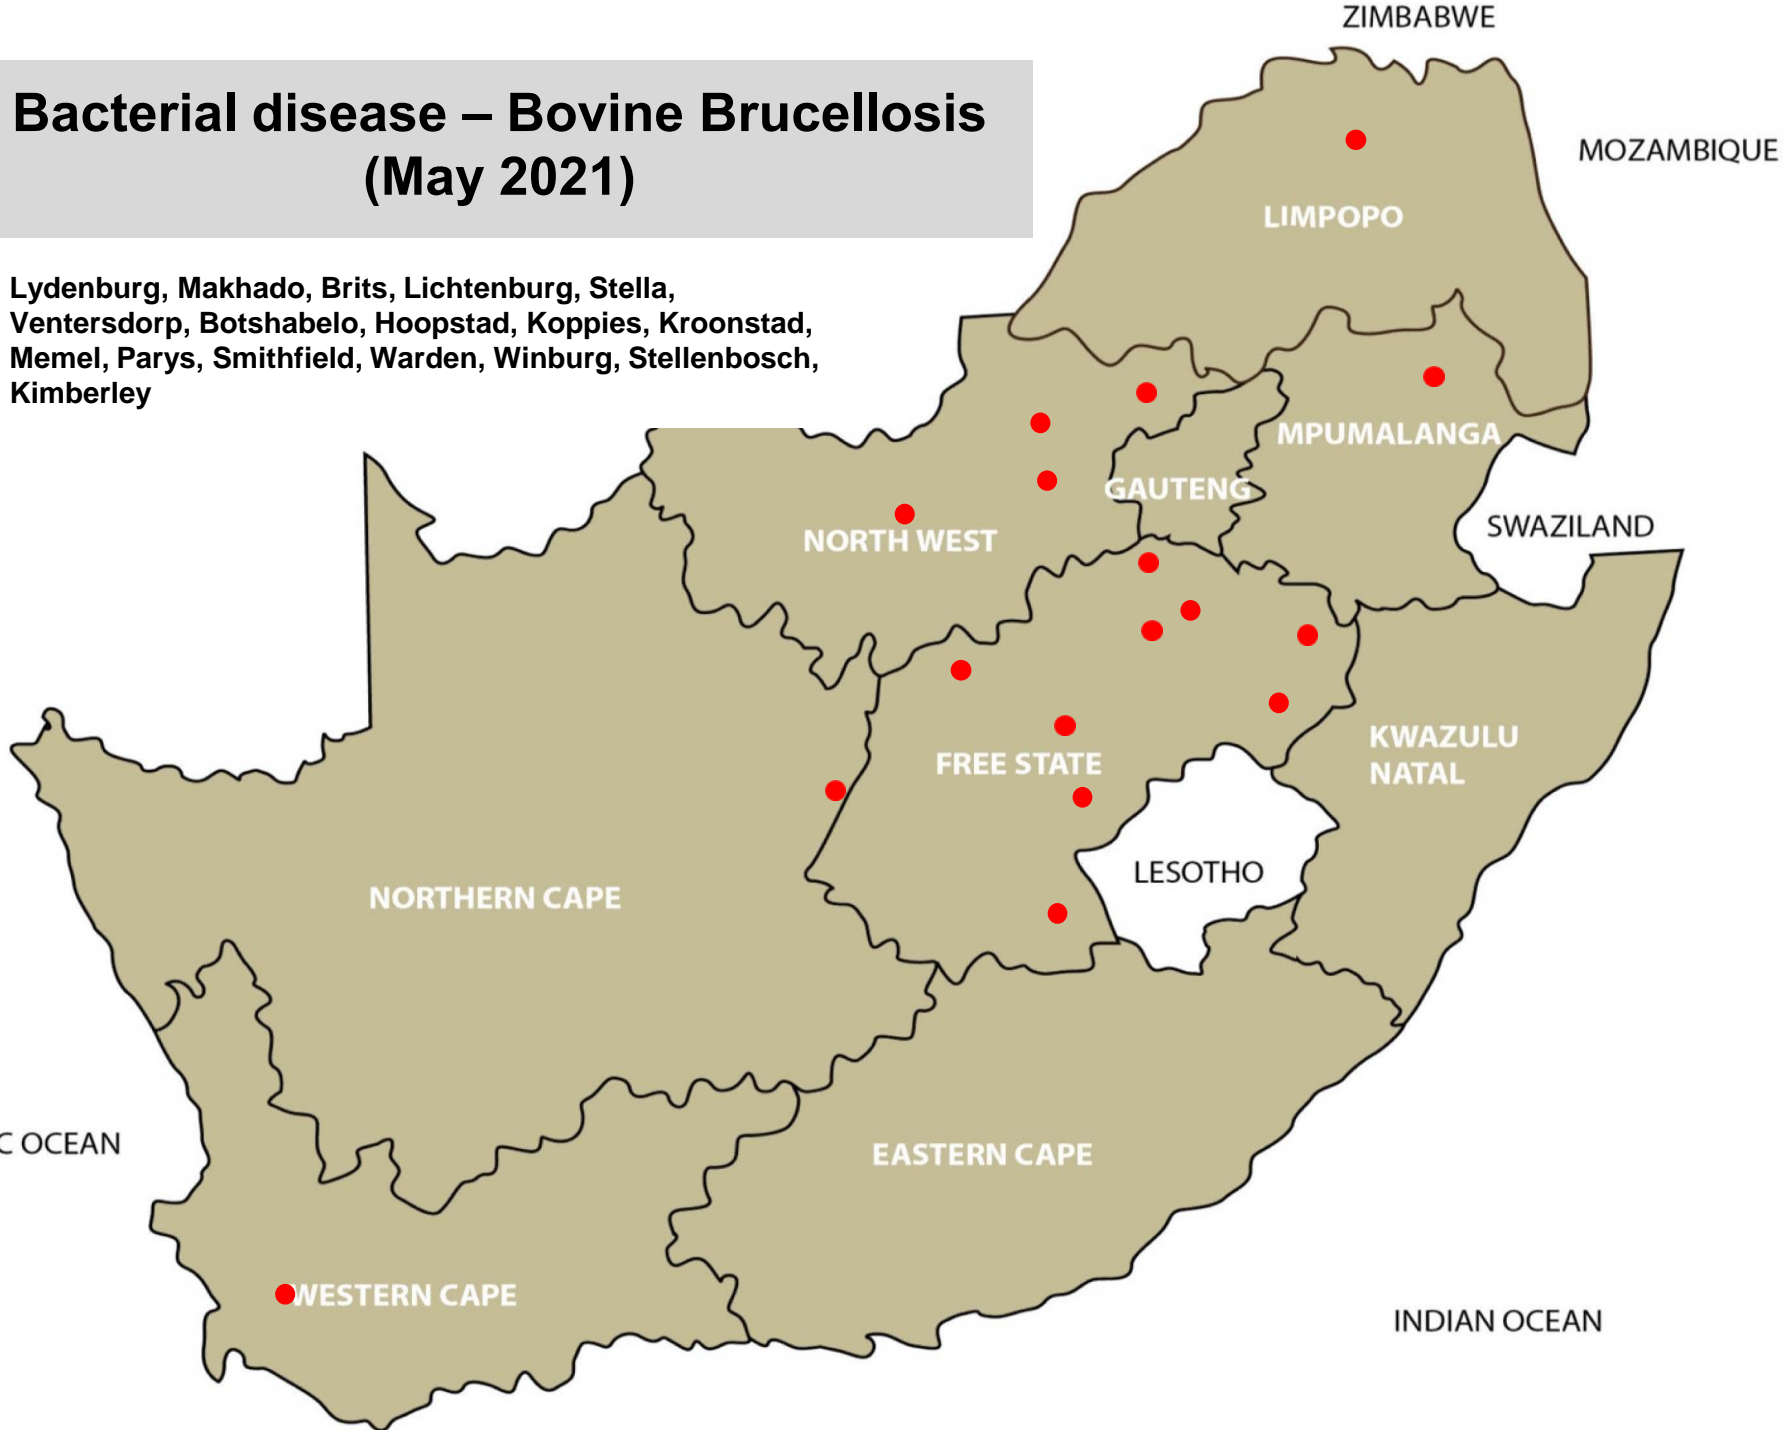 ZIMBABWE
Bacterial disease – Bovine Brucellosis
(May 2021)
MOZAMBIQUE
LIMPOPO
Lydenburg, Makhado, Brits, Lichtenburg, Stella,
Ventersdorp, Botshabelo, Hoopstad, Koppies, Kroonstad,
Memel, Parys, Smithfield, Warden, Winburg, Stellenbosch,
Kimberley
MPUMALANGA
GAUTENG
SWAZILAND
NORTH WEST
KWAZULU
NATAL
FREE STATE
LESOTHO
NORTHERN CAPE
C OCEAN
EASTERN CAPE
WESTERN CAPE
INDIAN OCEAN